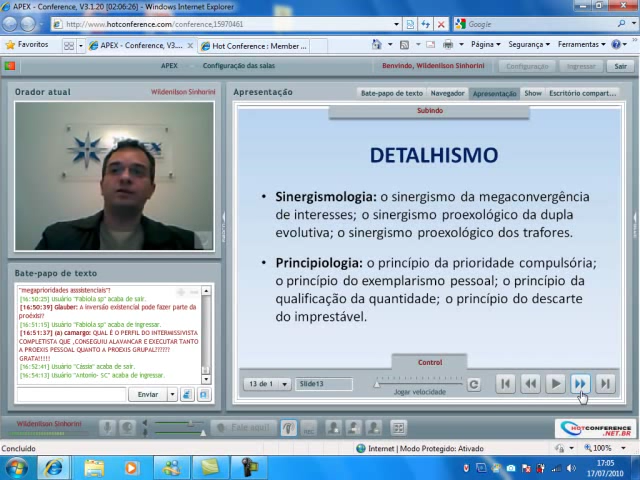 APEX - Conference, V3.1.20 [02:06:26] - Windows Internet Explorer
http://www.hotconference.com/conference,15970461
Google
Favoritos
APEX - Conference, V3....
Hot Conference : Member ...
Página
Segurança
Ferramentas
APEX
Configuração das salas
Benvindo, Wildenilson Sinhorini
Configuração
Ingressar
Sair
Orador atual
Wildenilson Sinhorini
Apresentação
Bate-papo de texto
Navegador
Apresentação
Show
Escritório compart...
Subindo
DETALHISMO
• Sinergismologia: o sinergismo da megaconvergência
de interesses; o sinergismo proexológico da dupla
evolutiva; o sinergismo proexológico dos trafores.
• Principiologia: o princípio da prioridade compulsória;
o princípio do exemplarismo pessoal; o princípio da
qualificação da quantidade; o princípio do descarte
do imprestável.
Bate-papo de texto
"megaprioridades asssistenciais"!
[16:50:25] Usuário "Fabiola sp" acaba de sair.
[16:50:39] Glauber: A inversão existencial pode fazer parte da
proéxis?
[16:51:15] Usuário "Fabiola sp" acaba de ingressar.
[16:51:37] (a) camargo: QUAL É O PERFIL DO INTERMISSIVISTA
COMPLETISTA QUE ,CONSEGUIU ALAVANCAR E EXECUTAR TANTO
A PROEXIS PESSOAL QUANTO A PROEXIS GRUPAL??????
GRATA!!!!!
[16:52:41] Usuário "Cássia" acaba de sair.
[16:54:13] Usuário "Antonio- SC" acaba de ingressar.
Enviar
Control
13 de 1
Slide13
Jogar velocidade
Wildenilson Sinhorini
Fale aqui!
REC
HOTCONFERENCE
.NET.BR
Concluído
Internet | Modo Protegido: Ativado
100%
17:05
17/07/2010